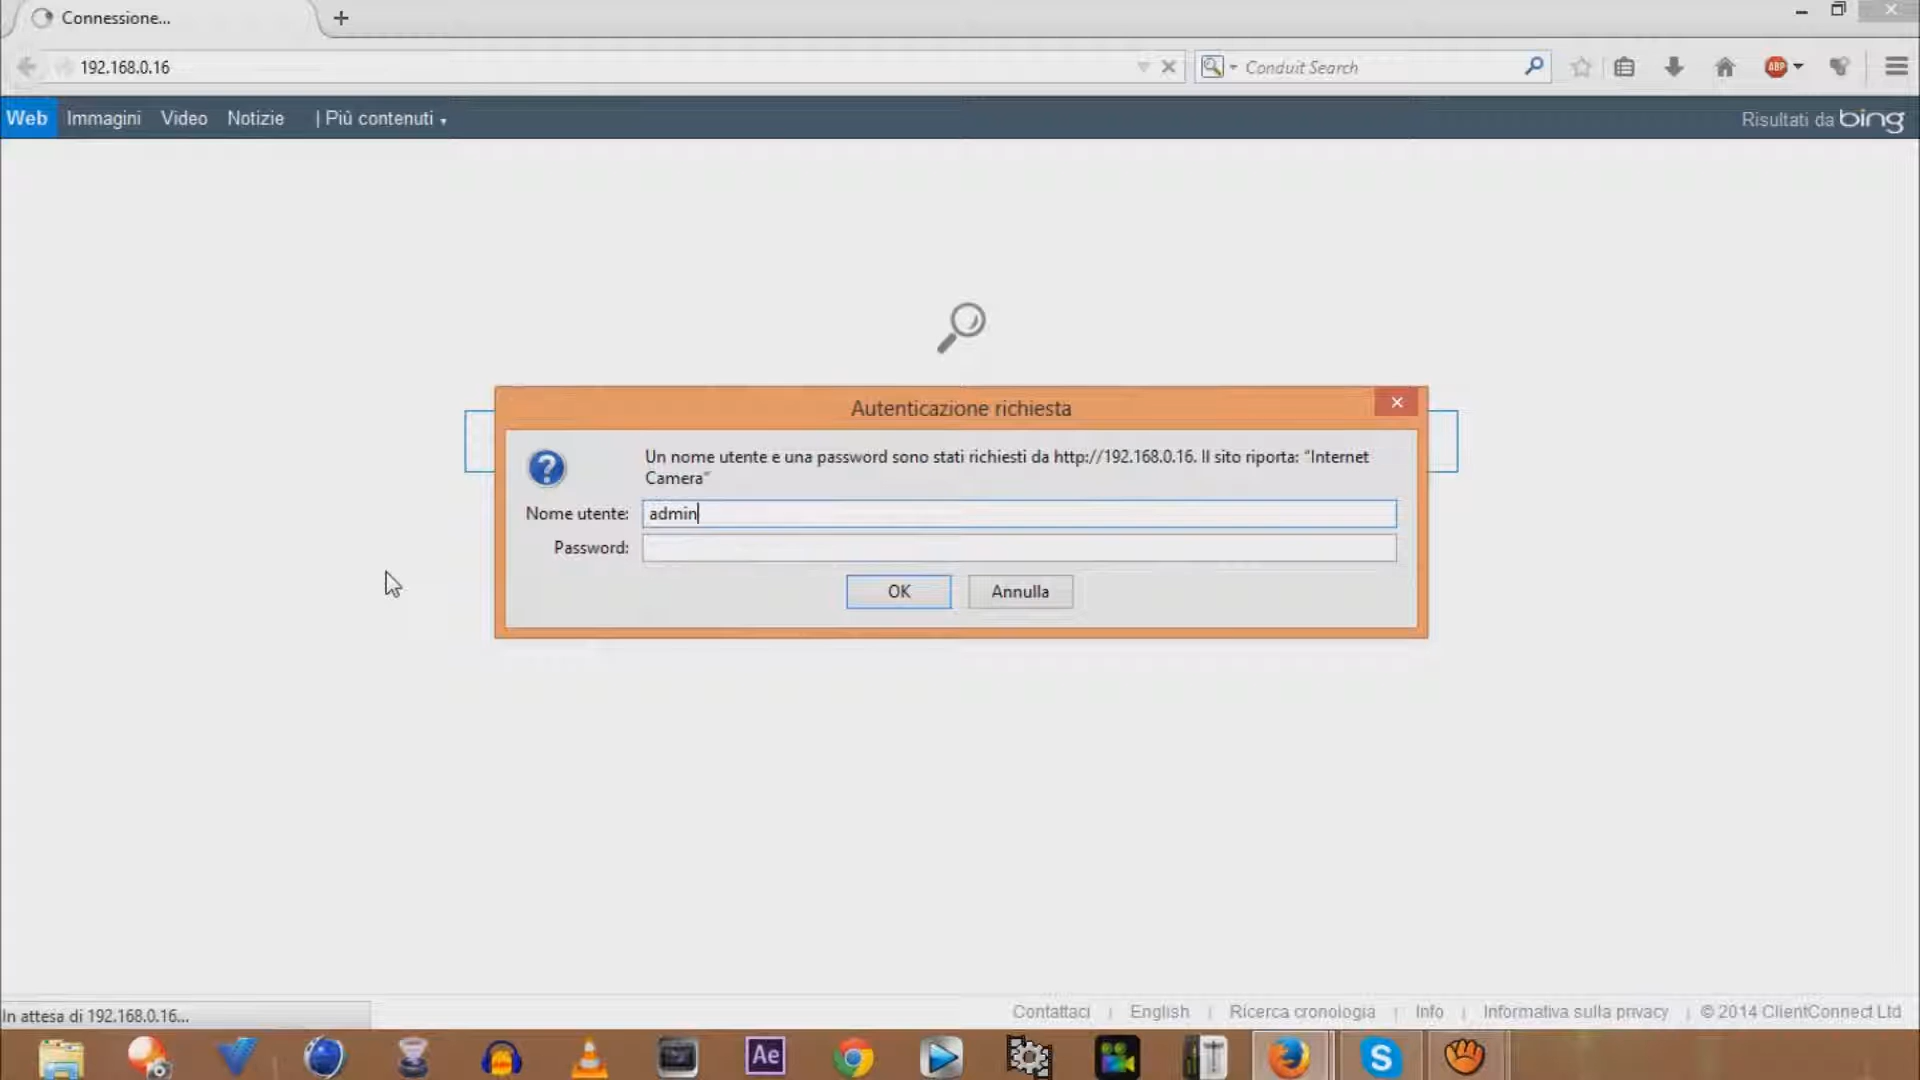 Connessione...
192.168.0.16
Conduit Search
ABP
Web Immagini Video Notizie | Più contenuti
Risultati da bing
Autenticazione richiesta
Un nome utente e una password sono stati richiesti da http://192.168.0.16. Il sito riporta: "Internet
Camera"
Nome utente: admin
Password:
OK Annulla
In attesa di 192.168.0.16...
Contattaci | English | Ricerca cronologia | Info | Informativa sulla privacy | © 2014 ClientConnect Ltd
Ae
S